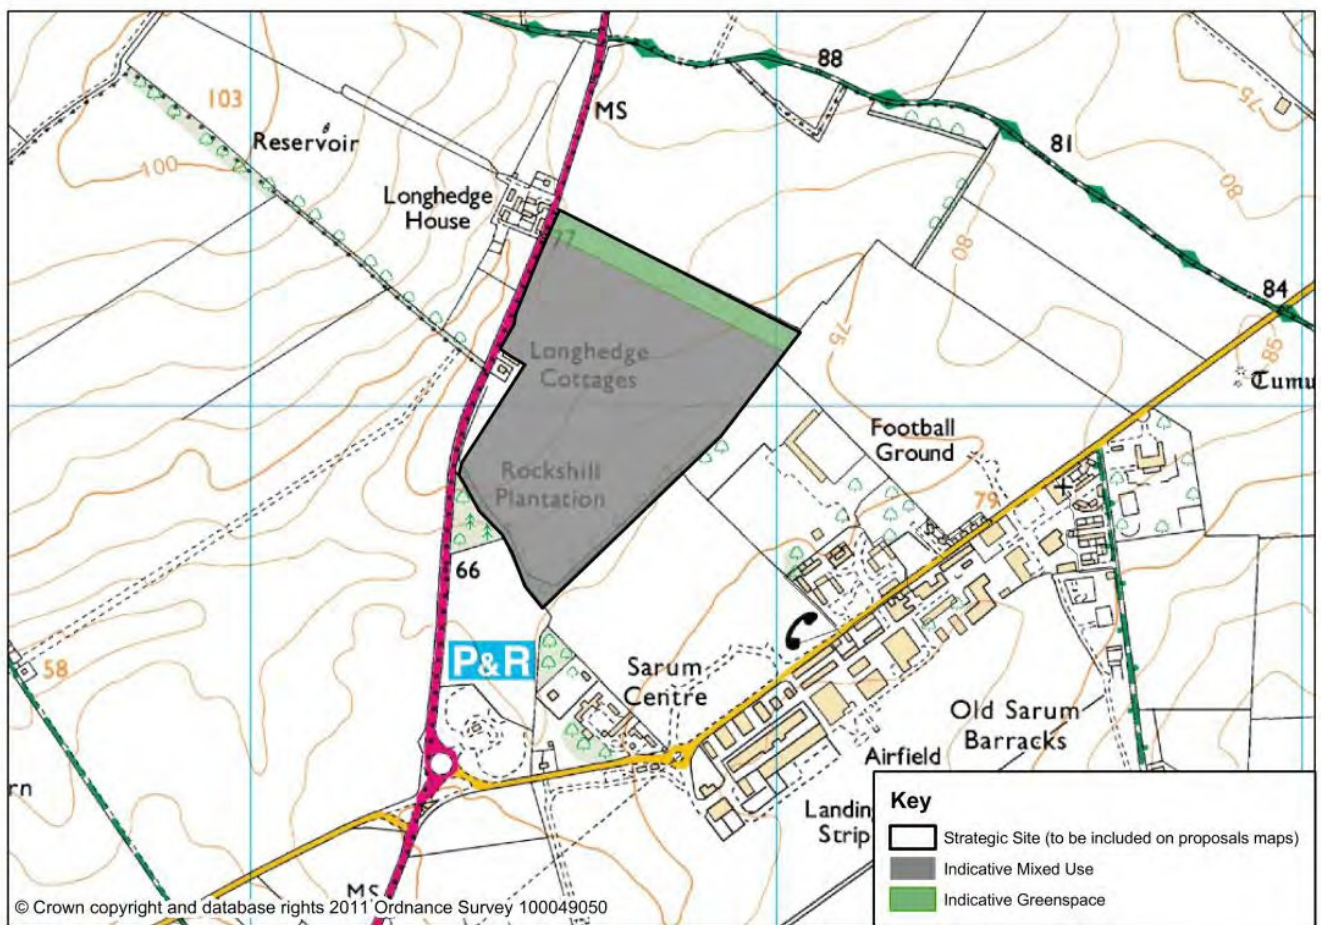 88
MS
103
Reservoir
75
81
100
Longhedge
House
80
77
80
84
75
Longhedge
Cottages
85
Football
Ground
Rockshill
Plantation
79
66
58
P&R
Sarum
Centre
Old Sarum
Barracks
Airfield
Landin
Strip
MS
Key
Strategic Site (to be included on proposals maps)
Indicative Mixed Use
Indicative Greenspace
© Crown copyright and database rights 2011 Ordnance Survey 100049050